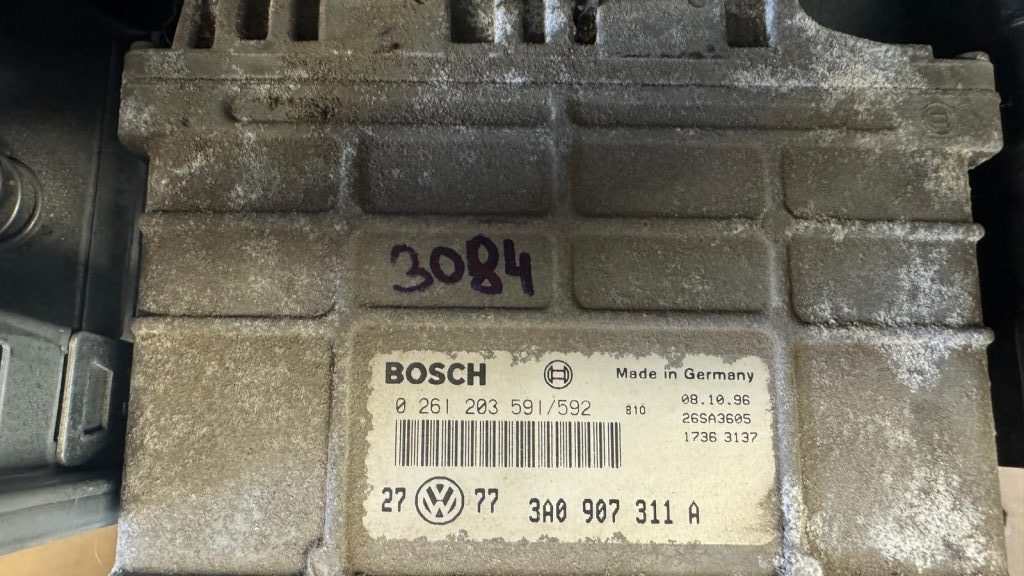 3084
BOSCH Made in Germany
0 261 203 591/592 810 08.10.96
26SA3605
1736 3137
27 VW 77 3A0 907 311 A